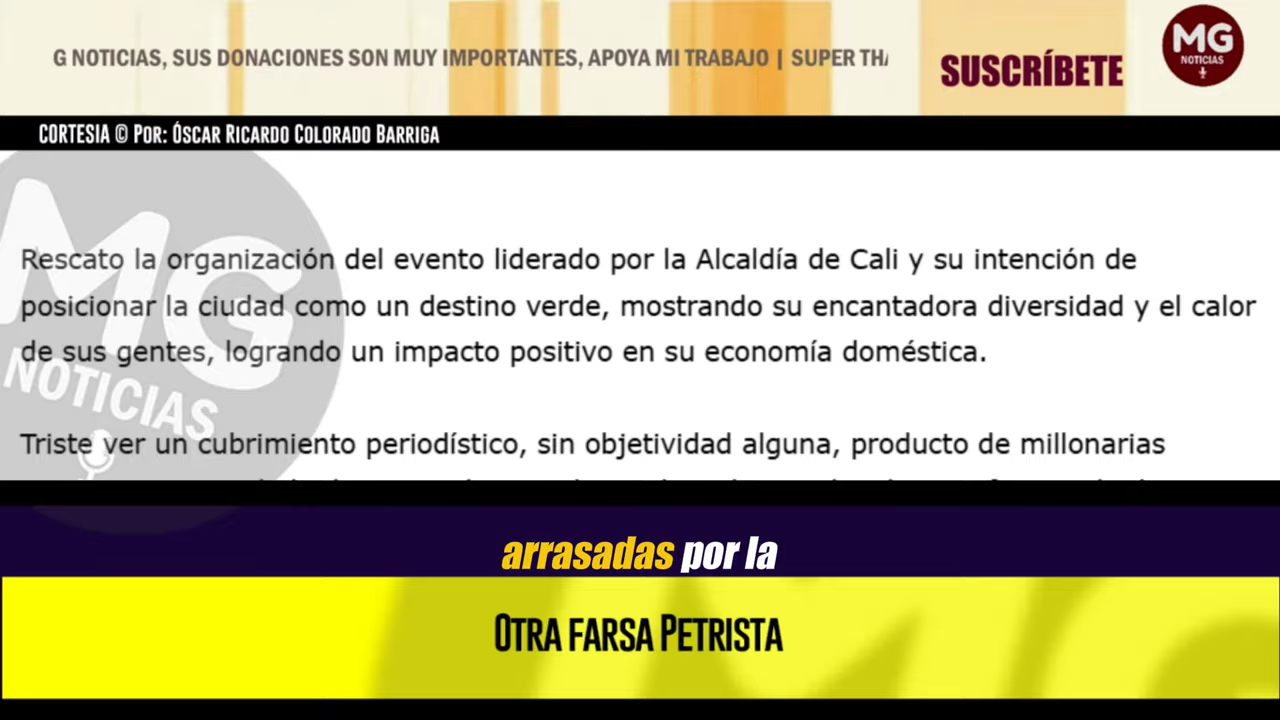 G NOTICIAS, SUS DONACIONES SON MUY IMPORTANTES, APOYA MI TRABAJO | SUPER
SUSCRÍBETE
MG
NOTICIAS
CORTESIA © POR: ÓSCAR RICARDO COLORADO BARRIGA
Rescato la organización del evento liderado por la Alcaldía de Cali y su intención de
posicionar la ciudad como un destino verde, mostrando su encantadora diversidad y el calor
de sus gentes, logrando un impacto positivo en su economía doméstica.
MG
NOTICIAS
Triste ver un cubrimiento periodístico, sin objetividad alguna, producto de millonarias
arrasadas por la
OTRA FARSA PETRISTA